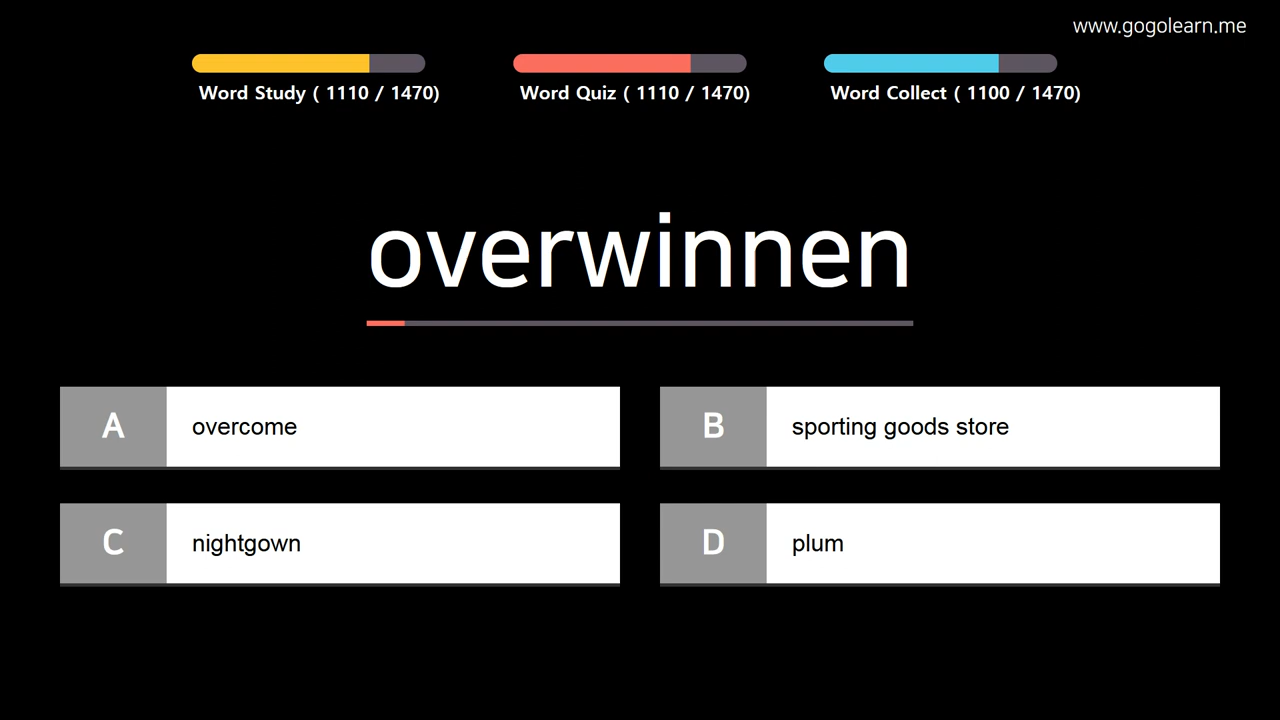 www.gogolearn.me
Word Study ( 1110 / 1470)
Word Quiz ( 1110 / 1470)
Word Collect ( 1100 / 1470)
overwinnen
A overcome
B sporting goods store
C nightgown
D plum